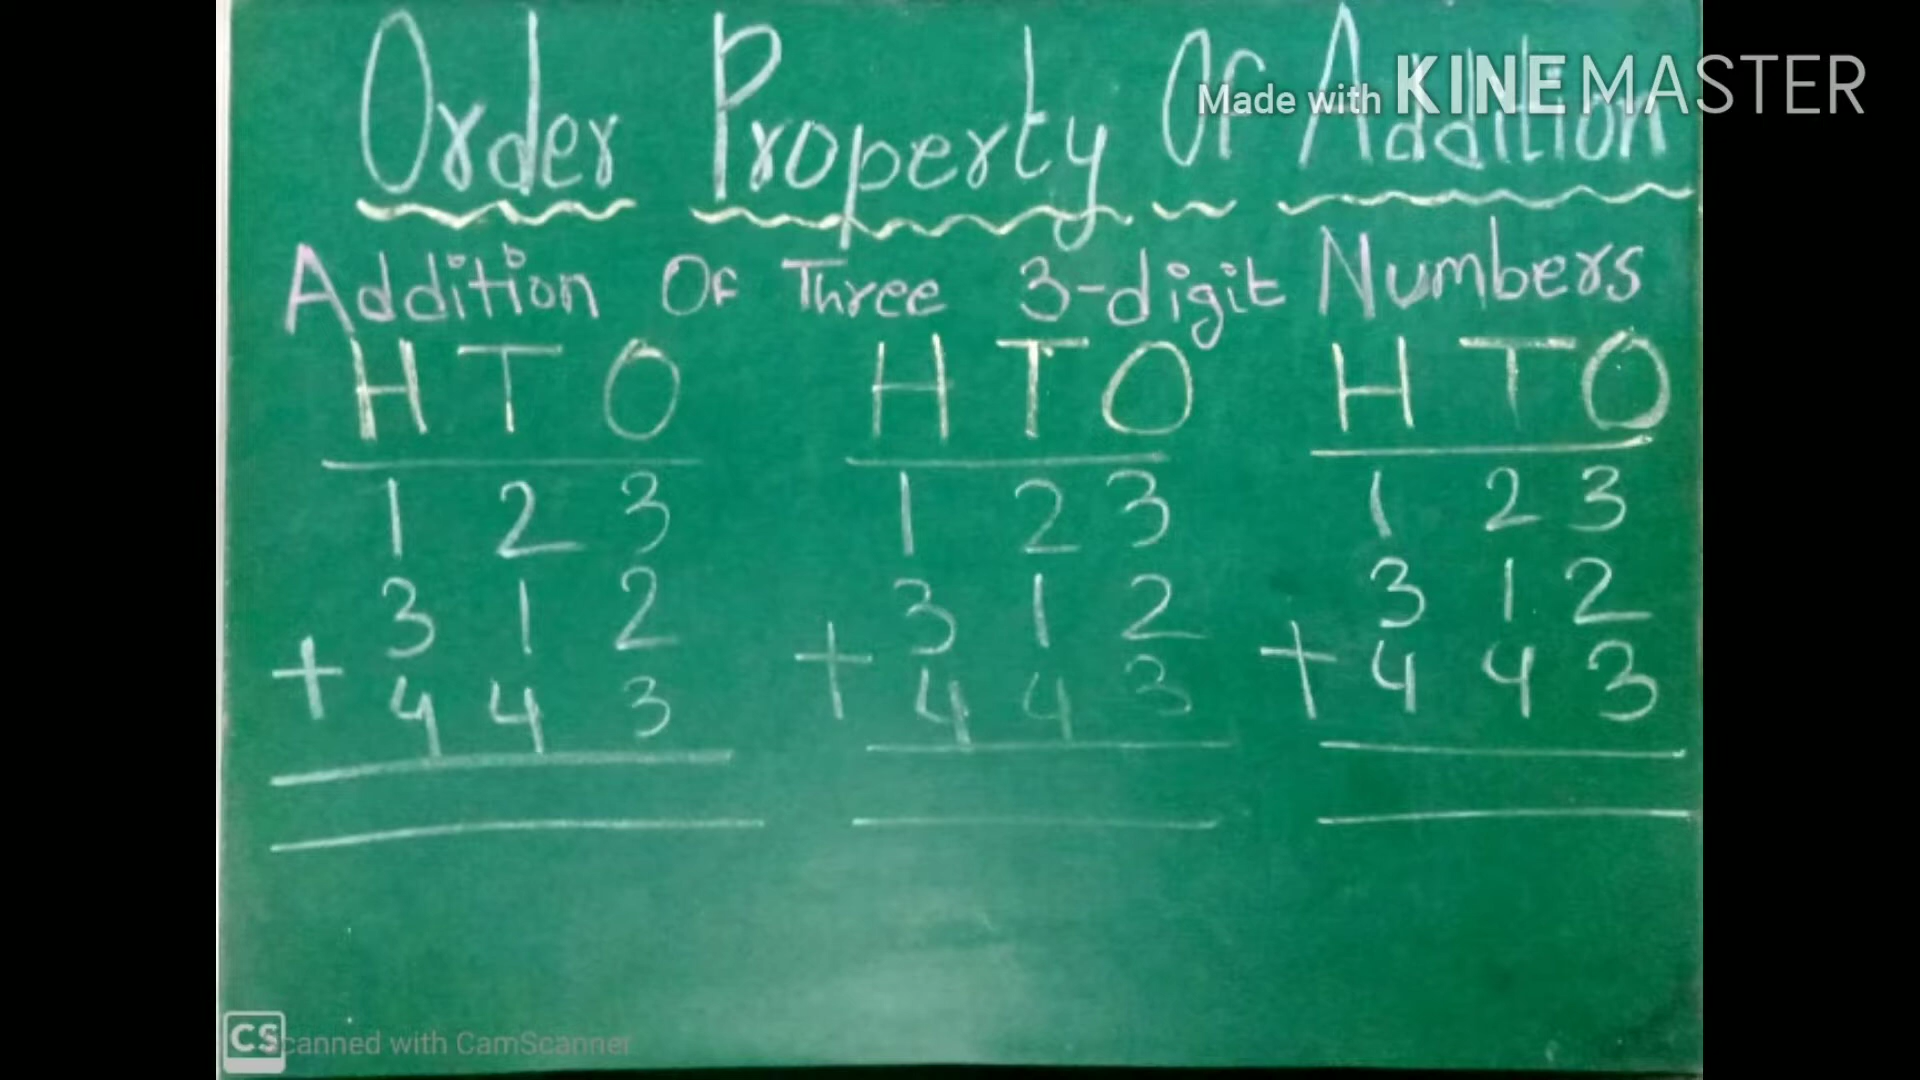 Order Property Of Addition
Made with KINEMASTER
Addition Of Three 3-digit Numbers
H T O H T O H T O
1 2 3 1 2 3 1 2 3
3 1 2 3 1 2 3 1 2
+ 4 4 3 + 4 4 3 + 4 4 3
CS Scanned with CamScanner